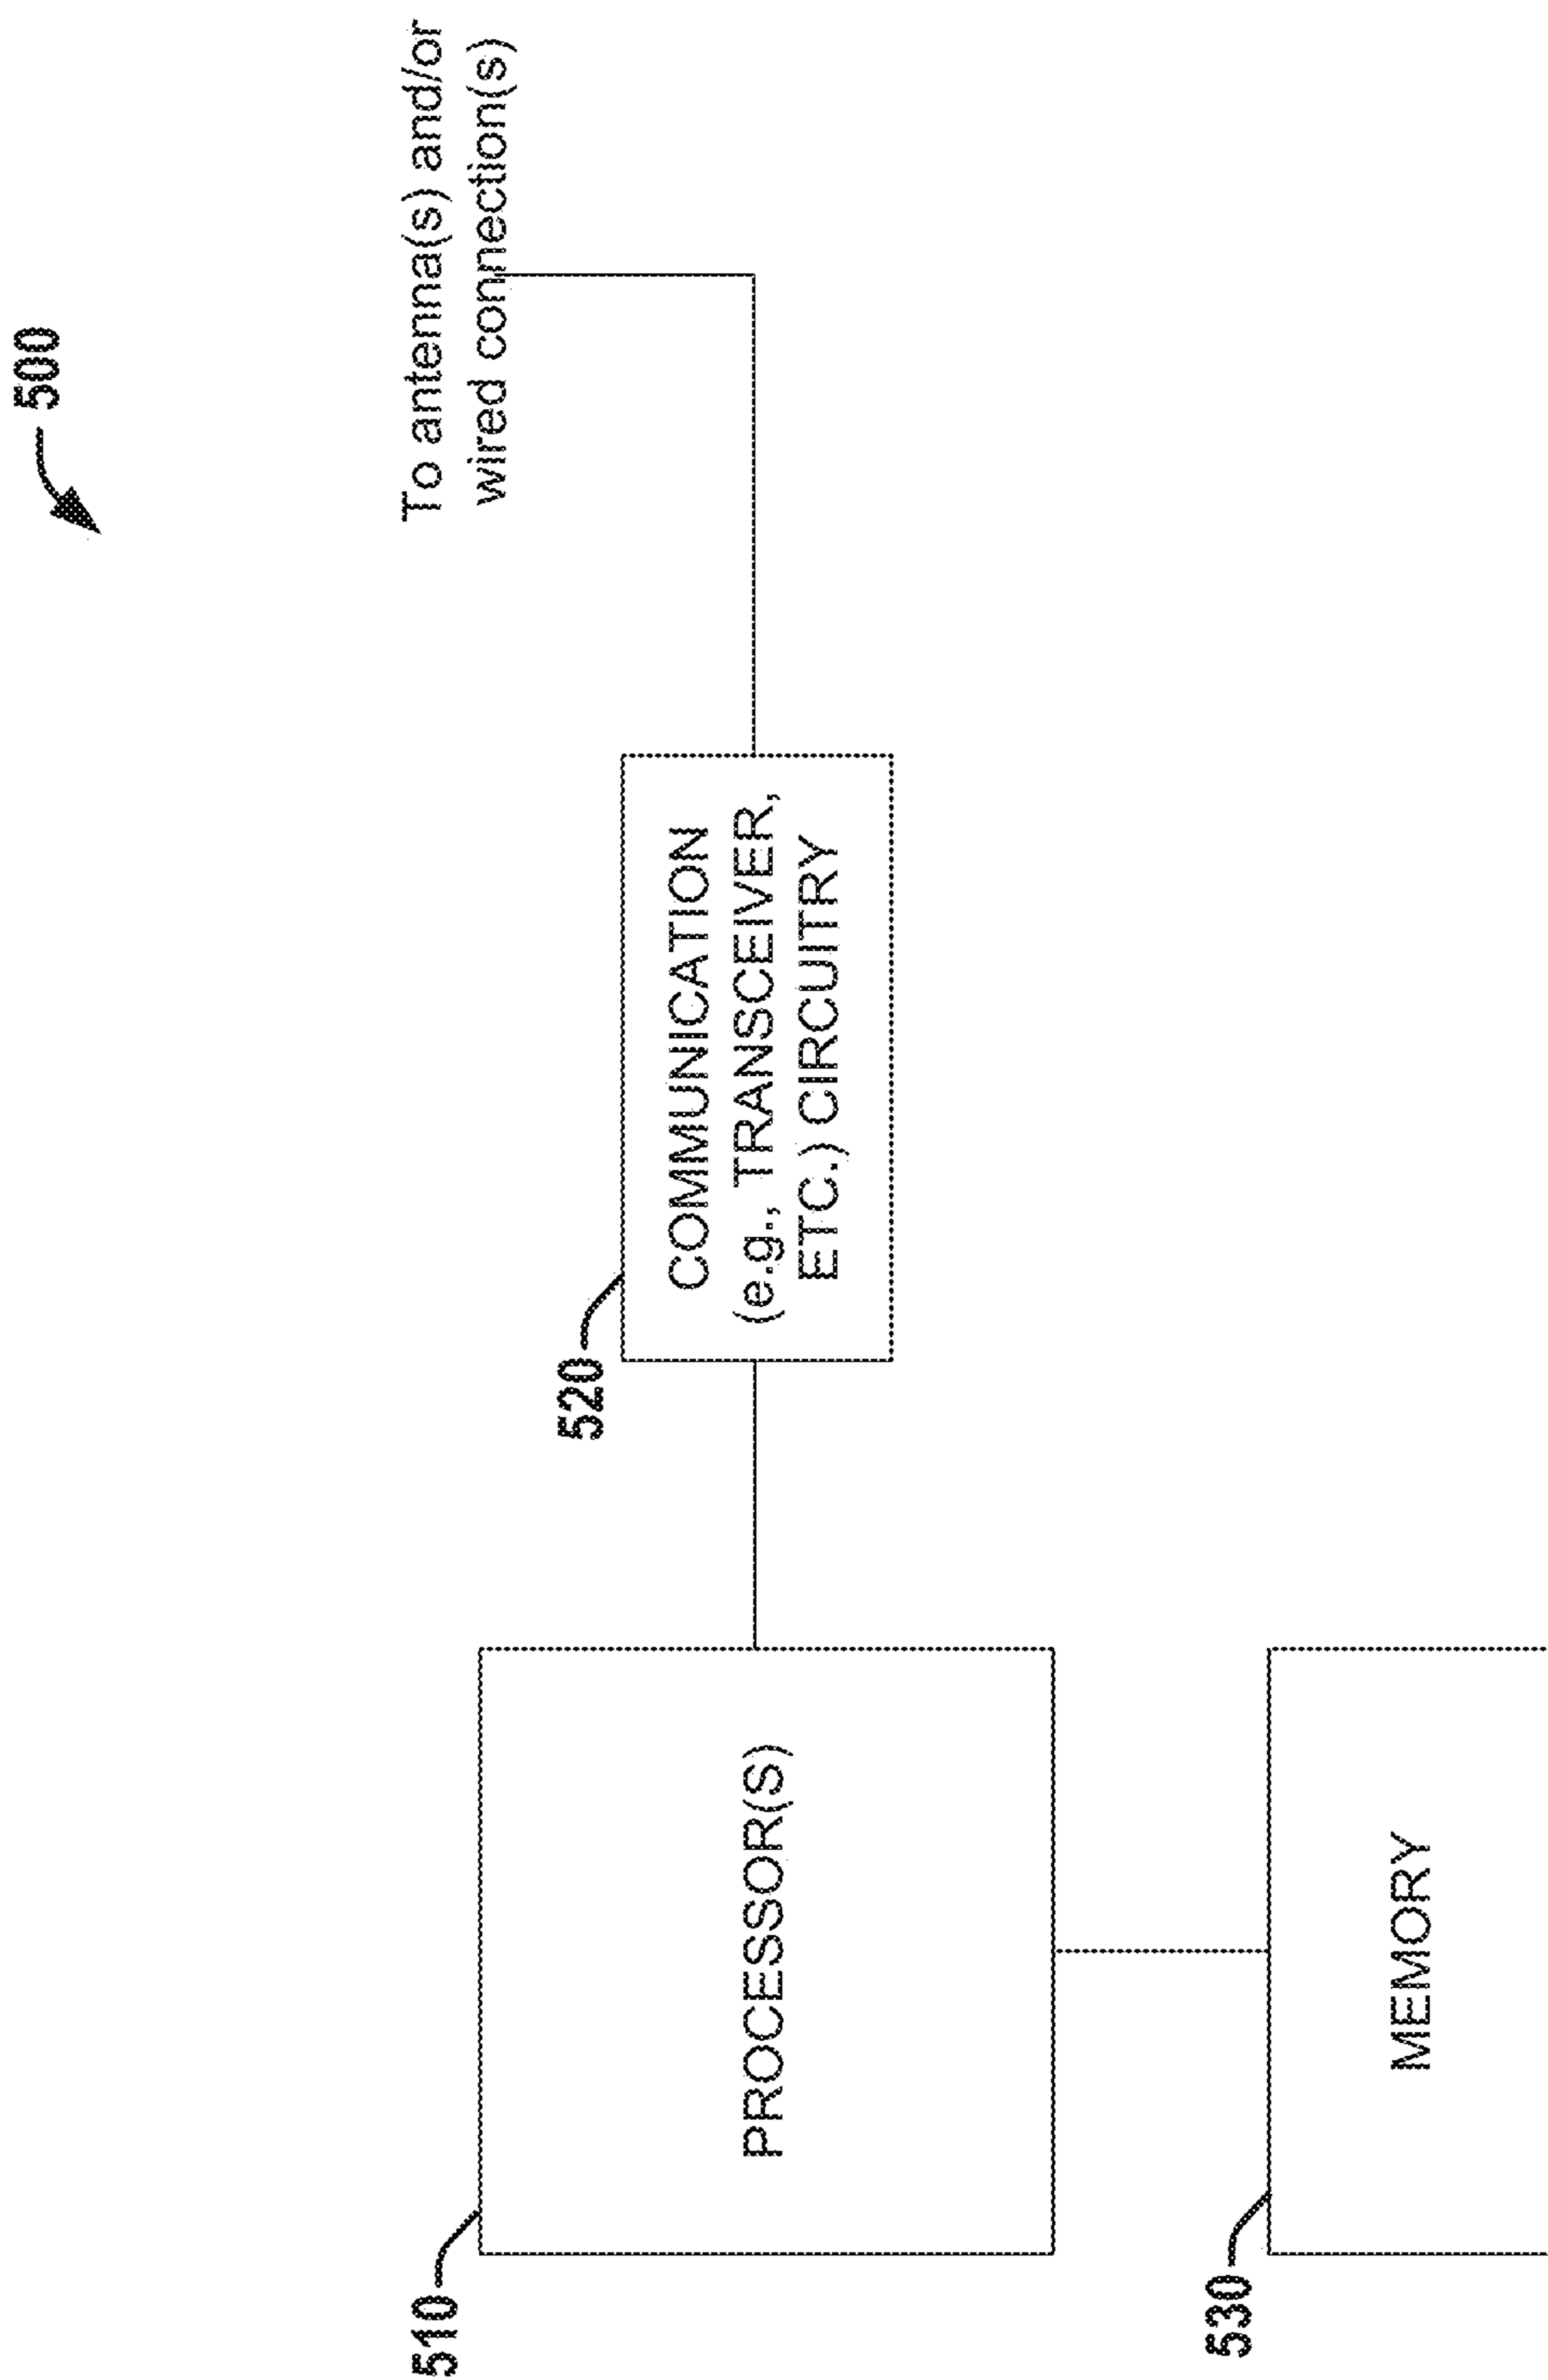 500
To antenna(s) and/or
wired connection(s)
520
COMMUNICATION
(e.g., TRANSCEIVER,
ETC.) CIRCUITRY
510
PROCESSOR(S)
530
MEMORY